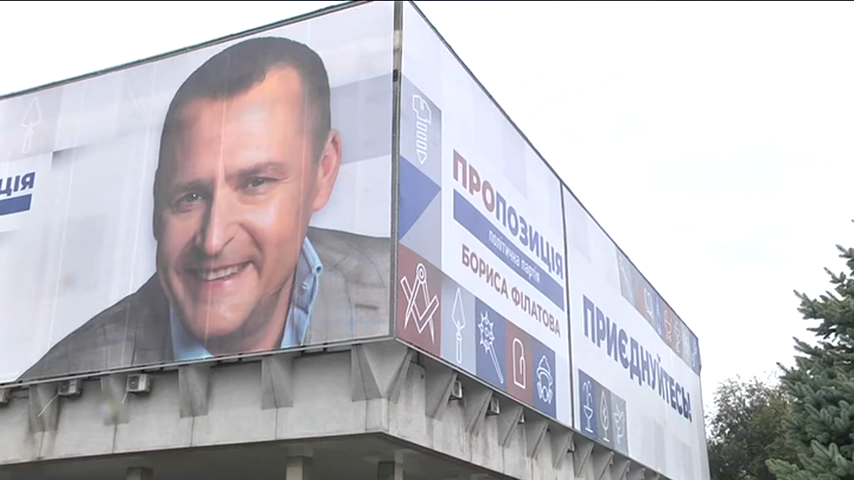 ЦІЯ
ПРОПОЗИЦІЯ
політична партія
БОРИСА ФІЛАТОВА
ПРИЄДНУЙТЕСЬ!